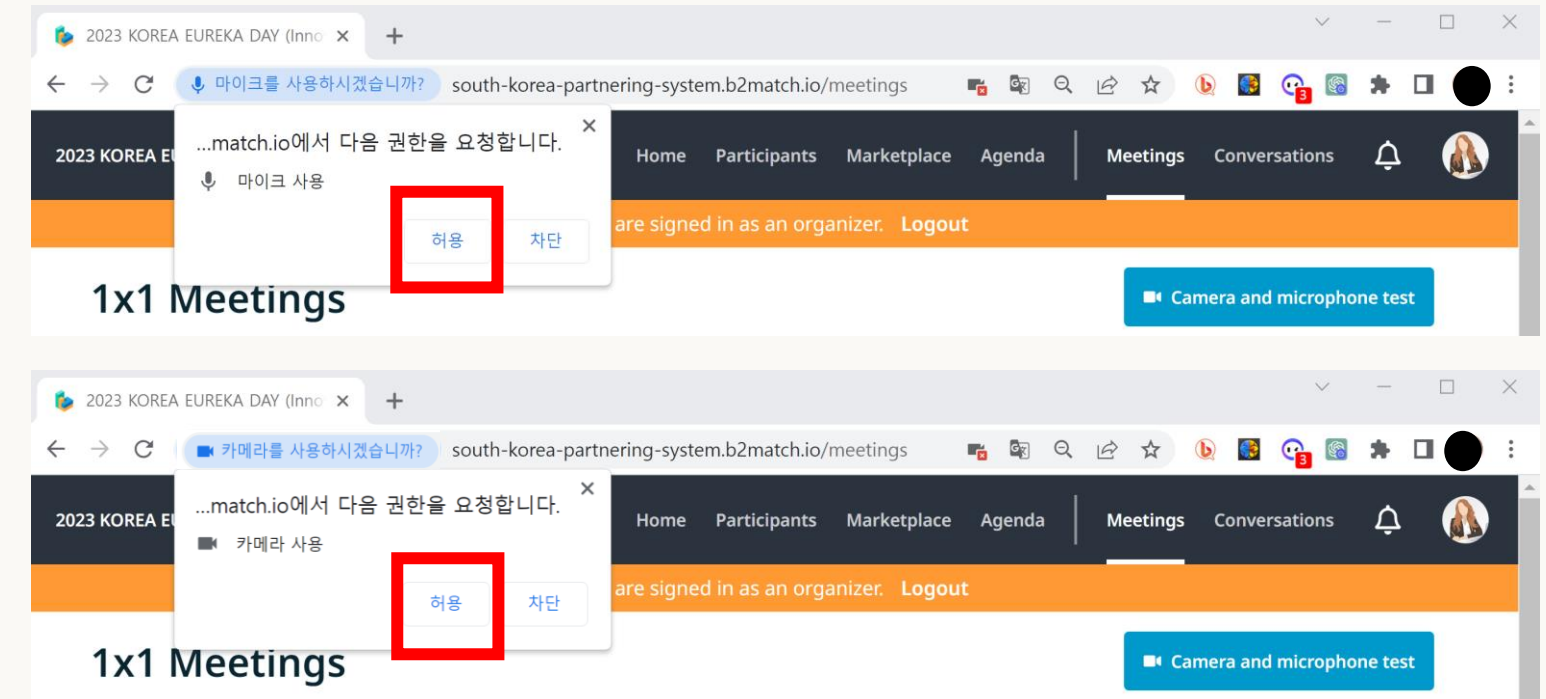 2023 KOREA EUREKA DAY (Inno
마이크를 사용하시겠습니까? south-korea-partnering-system.b2match.io/meetings
3
...match.io에서 다음 권한을 요청합니다.
마이크 사용
허용 차단
2023 KOREA EU Home Participants Marketplace Agenda Meetings Conversations
are signed in as an organizer. Logout
1x1 Meetings
Camera and microphone test
2023 KOREA EUREKA DAY (Inno
카메라를 사용하시겠습니까? south-korea-partnering-system.b2match.io/meetings
3
...match.io에서 다음 권한을 요청합니다.
카메라 사용
허용 차단
2023 KOREA EU Home Participants Marketplace Agenda Meetings Conversations
are signed in as an organizer. Logout
1x1 Meetings
Camera and microphone test